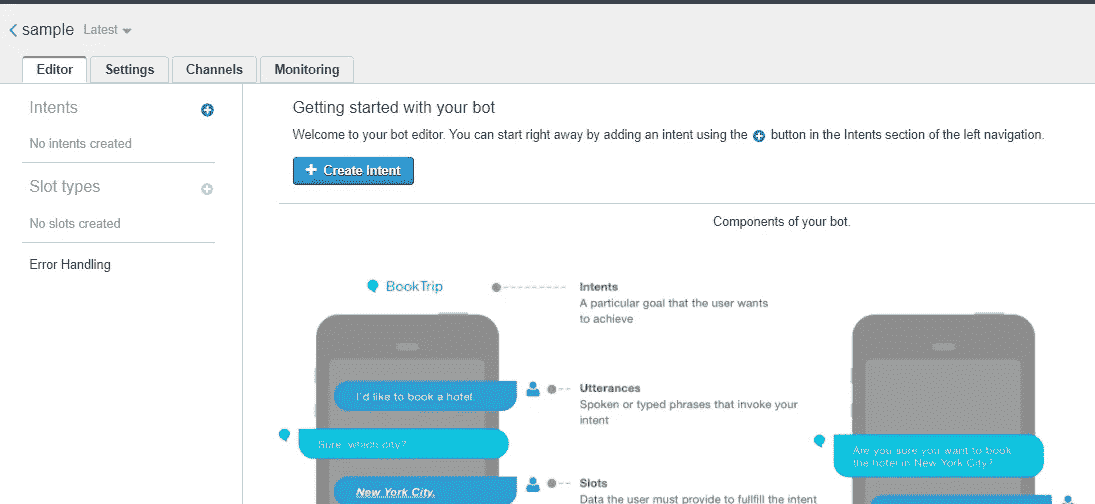 sample Latest
Editor Settings Channels Monitoring
Intents
No intents created
Slot types
No slots created
Error Handling
Getting started with your bot
Welcome to your bot editor. You can start right away by adding an intent using the button in the Intents section of the left navigation.
Create Intent
Components of your bot.
BookTrip
Intents
A particular goal that the user wants
to achieve
I'd like to book a hotel.
Utterances
Spoken or typed phrases that invoke your
intent
Sure, which city?
Are you sure you want to book
the hotel in New York City?
New York City.
Slots
Data the user must provide to fullfill the intent